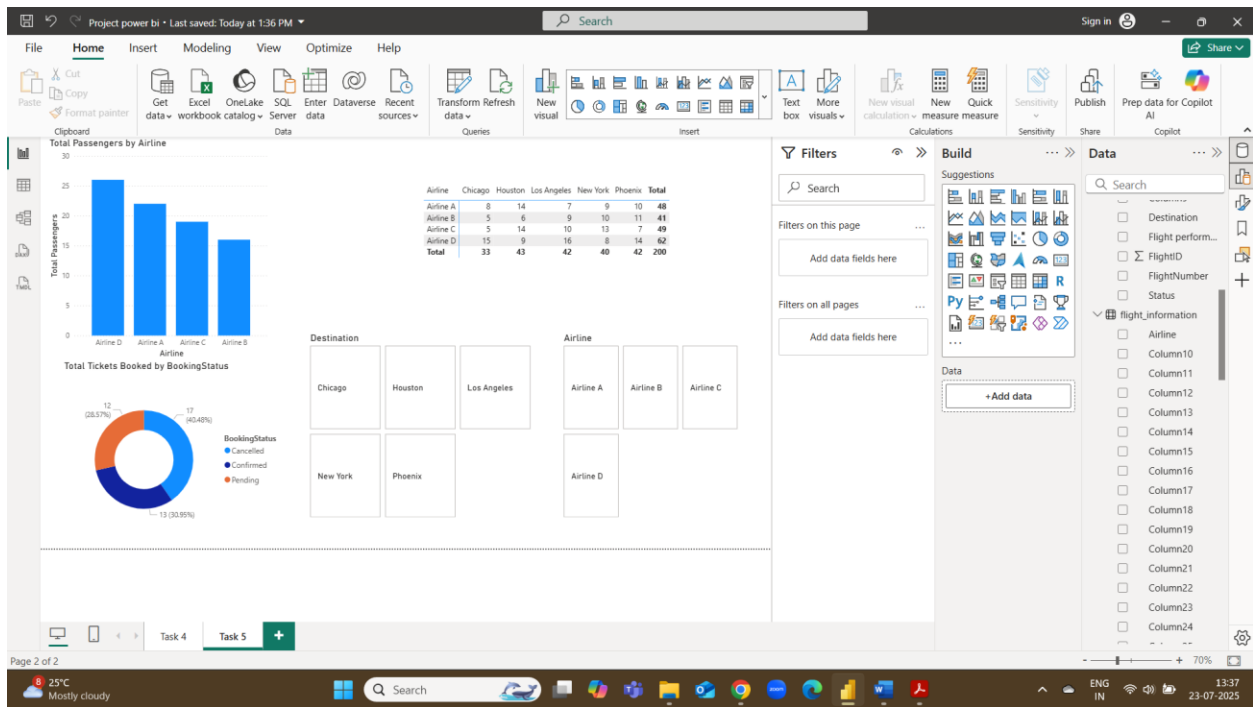 Project power bi • Last saved: Today at 1:36 PM
Search
Sign in
File Home Insert Modeling View Optimize Help
Share
Paste
Cut
Copy
Format painter
Get data
Excel workbook
OneLake catalog
SQL Server
Enter data
Dataverse
Recent sources
Transform data
Refresh
New visual
Text box
More visuals
New visual calculation
New measure
Quick measure
Sensitivity
Publish
Prep data for AI
Copilot
Clipboard Data Queries Insert Calculations Sensitivity Share Copilot
Total Passengers by Airline
30
25
20
15
10
5
0
Total Passengers
Airline D Airline A Airline C Airline B
Airline
Airline Chicago Houston Los Angeles New York Phoenix Total
Airline A 8 14 7 9 10 48
Airline B 5 6 9 10 11 41
Airline C 5 14 10 13 7 49
Airline D 15 9 16 8 14 62
Total 33 43 42 40 42 200
Total Tickets Booked by BookingStatus
12
(28.57%)
17
(40.48%)
13 (30.95%)
BookingStatus
Cancelled
Confirmed
Pending
Destination
Chicago Houston Los Angeles
New York Phoenix
Airline
Airline A Airline B Airline C
Airline D
Filters
Search
Filters on this page
Add data fields here
Filters on all pages
Add data fields here
Build
Suggestions
R
Py
Data
+Add data
Data
Search
Destination
Flight perform...
FlightID
FlightNumber
Status
flight_information
Airline
Column10
Column11
Column12
Column13
Column14
Column15
Column16
Column17
Column18
Column19
Column20
Column21
Column22
Column23
Column24
Task 4 Task 5
Page 2 of 2
70%
8
25°C
Mostly cloudy
Search
ENG
IN
13:37
23-07-2025